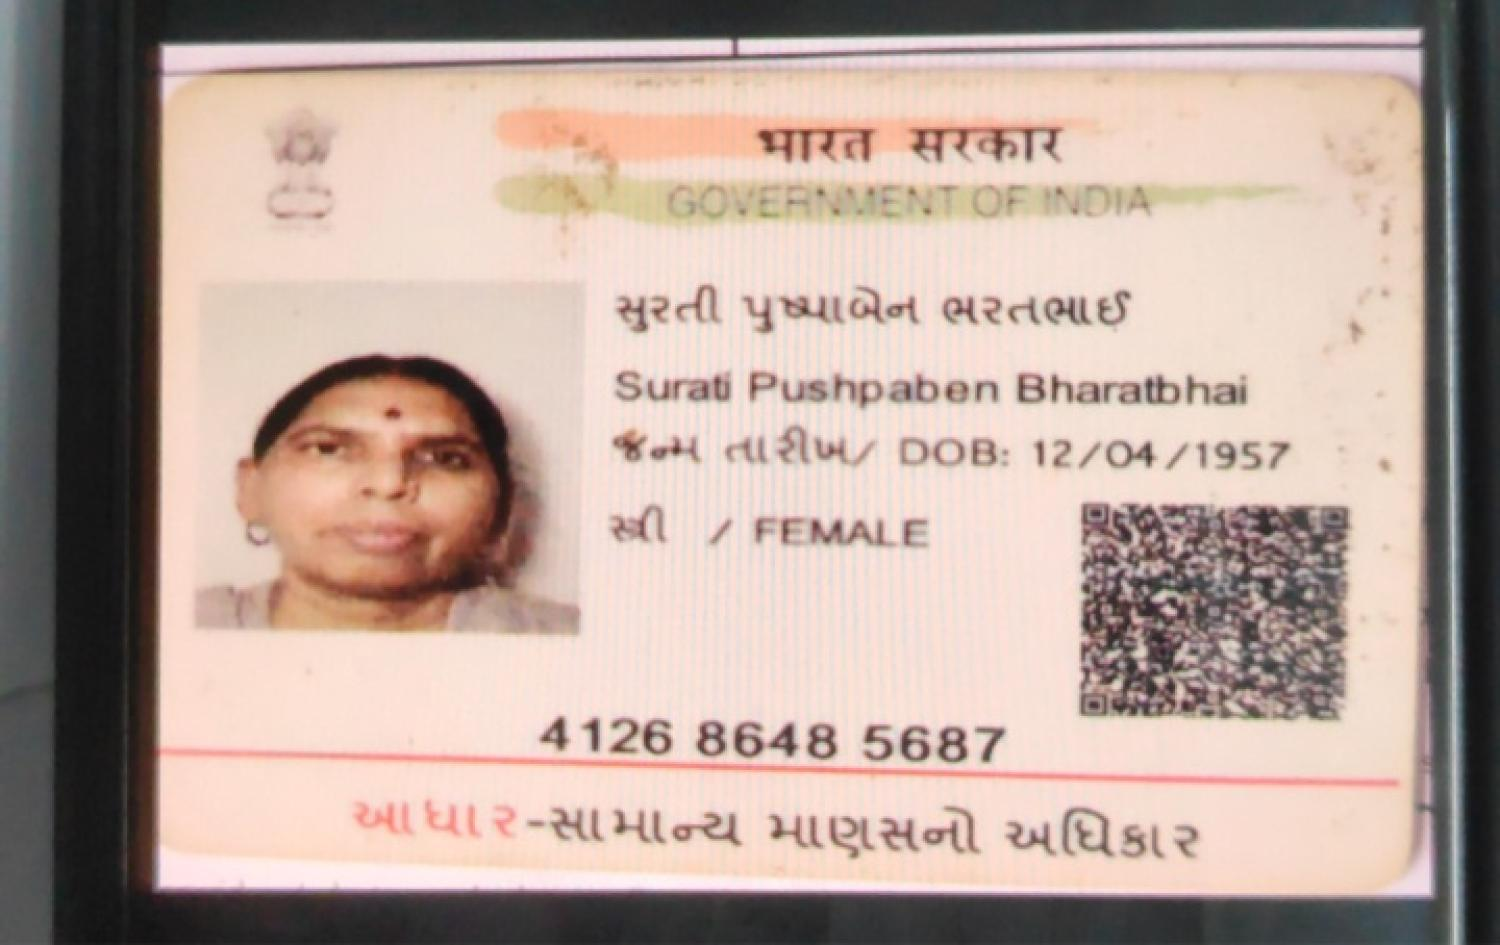 भारत सरकार
GOVERNMENT OF INDIA
સુરતી પુષ્પાબેન ભરતભાઈ
Surati Pushpaben Bharatbhai
જન્મ તારીખ/ DOB: 12/04/1957
સ્ત્રી / FEMALE
4126 8648 5687
આધાર-સામાન્ય માણસનો અધિકાર